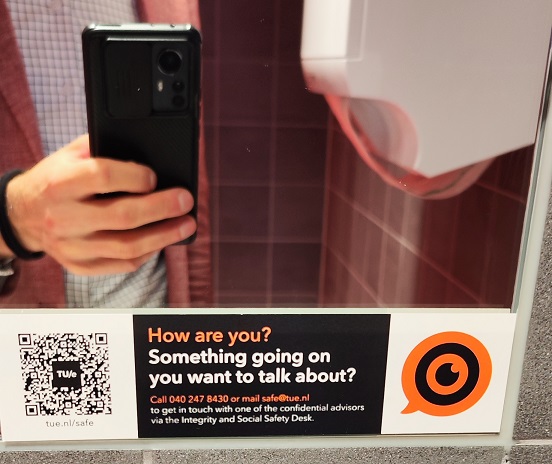 TU/e
tue.nl/safe
How are you?
Something going on
you want to talk about?
Call 040 247 8430 or mail safe@tue.nl
to get in touch with one of the confidential advisors
via the Integrity and Social Safety Desk.